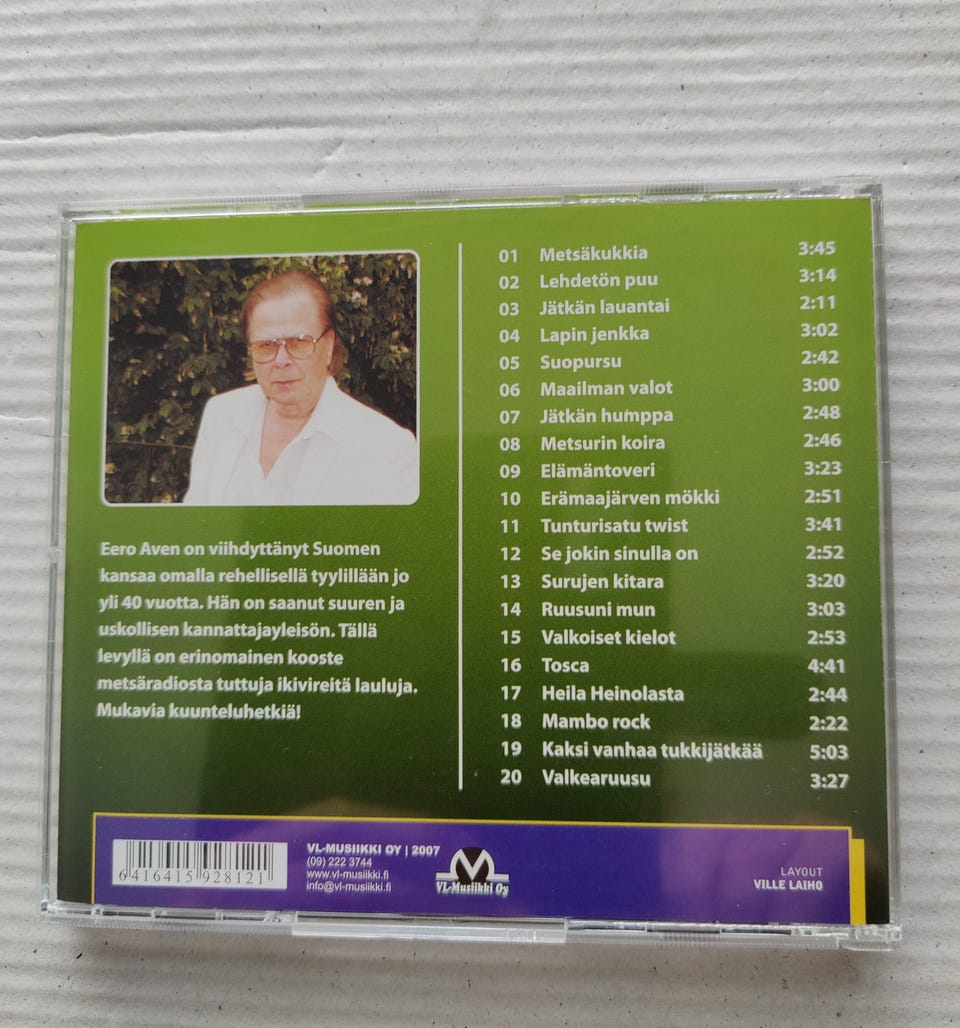 01 Metsäkukkia 3:45
02 Lehdetön puu 3:14
03 Jätkän lauantai 2:11
04 Lapin jenkka 3:02
05 Suopursu 2:42
06 Maailman valot 3:00
07 Jätkän humppa 2:48
08 Metsurin koira 2:46
09 Elämäntoveri 3:23
10 Erämaajärven mökki 2:51
11 Tunturisatu twist 3:41
12 Se jokin sinulla on 2:52
13 Surujen kitara 3:20
14 Ruusuni mun 3:03
15 Valkoiset kielot 2:53
16 Tosca 4:41
17 Heila Heinolasta 2:44
18 Mambo rock 2:22
19 Kaksi vanhaa tukkijätkää 5:03
20 Valkearuusu 3:27
Eero Aven on viihdyttänyt Suomen
kansaa omalla rehellisellä tyylillään jo
yli 40 vuotta. Hän on saanut suuren ja
uskollisen kannattajayleisön. Tällä
levyllä on erinomainen kooste
metsäradiosta tuttuja ikivireitä lauluja.
Mukavia kuunteluhetkiä!
6 416415 928121
VL-MUSIIKKI OY | 2007
(09) 222 3744
www.vl-musiikki.fi
info@vl-musiikki.fi
VL-Musiikki Oy
LAYOUT
VILLE LAIHO